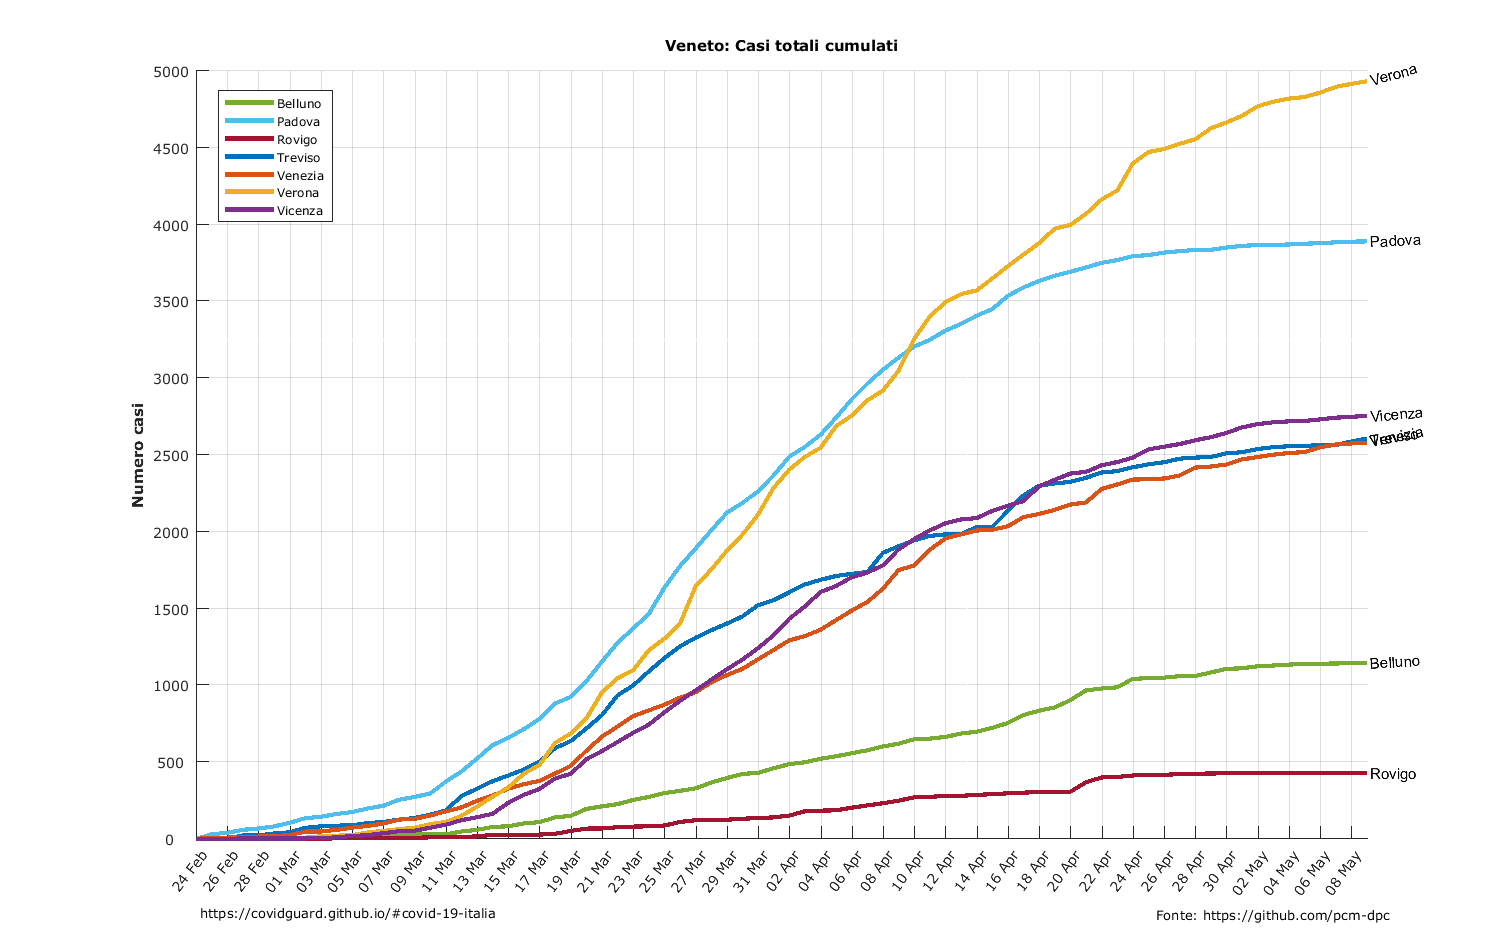 Veneto: Casi totali cumulati
5000
4500
4000
3500
3000
2500
2000
1500
1000
500
0
Numero casi
Belluno
Padova
Rovigo
Treviso
Venezia
Verona
Vicenza
Verona
Padova
Vicenza
Treviso
Venezia
Belluno
Rovigo
24 Feb
26 Feb
28 Feb
01 Mar
03 Mar
05 Mar
07 Mar
09 Mar
11 Mar
13 Mar
15 Mar
17 Mar
19 Mar
21 Mar
23 Mar
25 Mar
27 Mar
29 Mar
31 Mar
02 Apr
04 Apr
06 Apr
08 Apr
10 Apr
12 Apr
14 Apr
16 Apr
18 Apr
20 Apr
22 Apr
24 Apr
26 Apr
28 Apr
30 Apr
02 May
04 May
06 May
08 May
https://covidguard.github.io/#covid-19-italia
Fonte: https://github.com/pcm-dpc